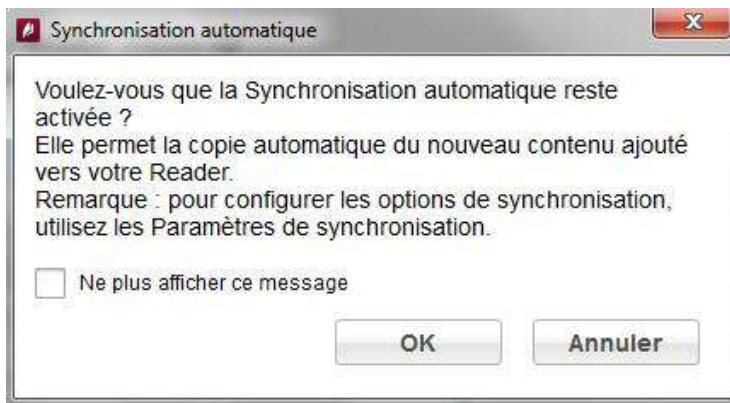 Synchronisation automatique
Voulez-vous que la Synchronisation automatique reste
activée ?
Elle permet la copie automatique du nouveau contenu ajouté
vers votre Reader.
Remarque : pour configurer les options de synchronisation,
utilisez les Paramètres de synchronisation.
Ne plus afficher ce message
OK Annuler